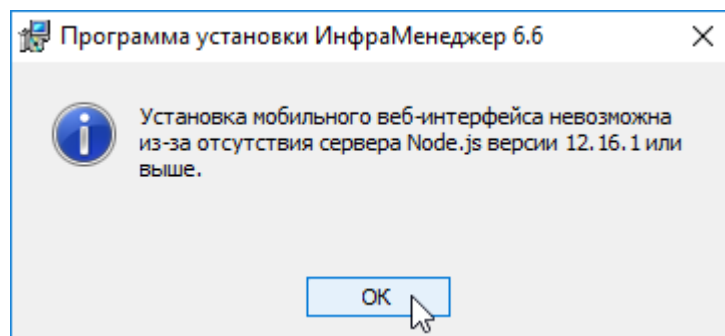 Программа установки ИнфраМенеджер 6.6
Установка мобильного веб-интерфейса невозможна
из-за отсутствия сервера Node.js версии 12.16.1 или
выше.
OK